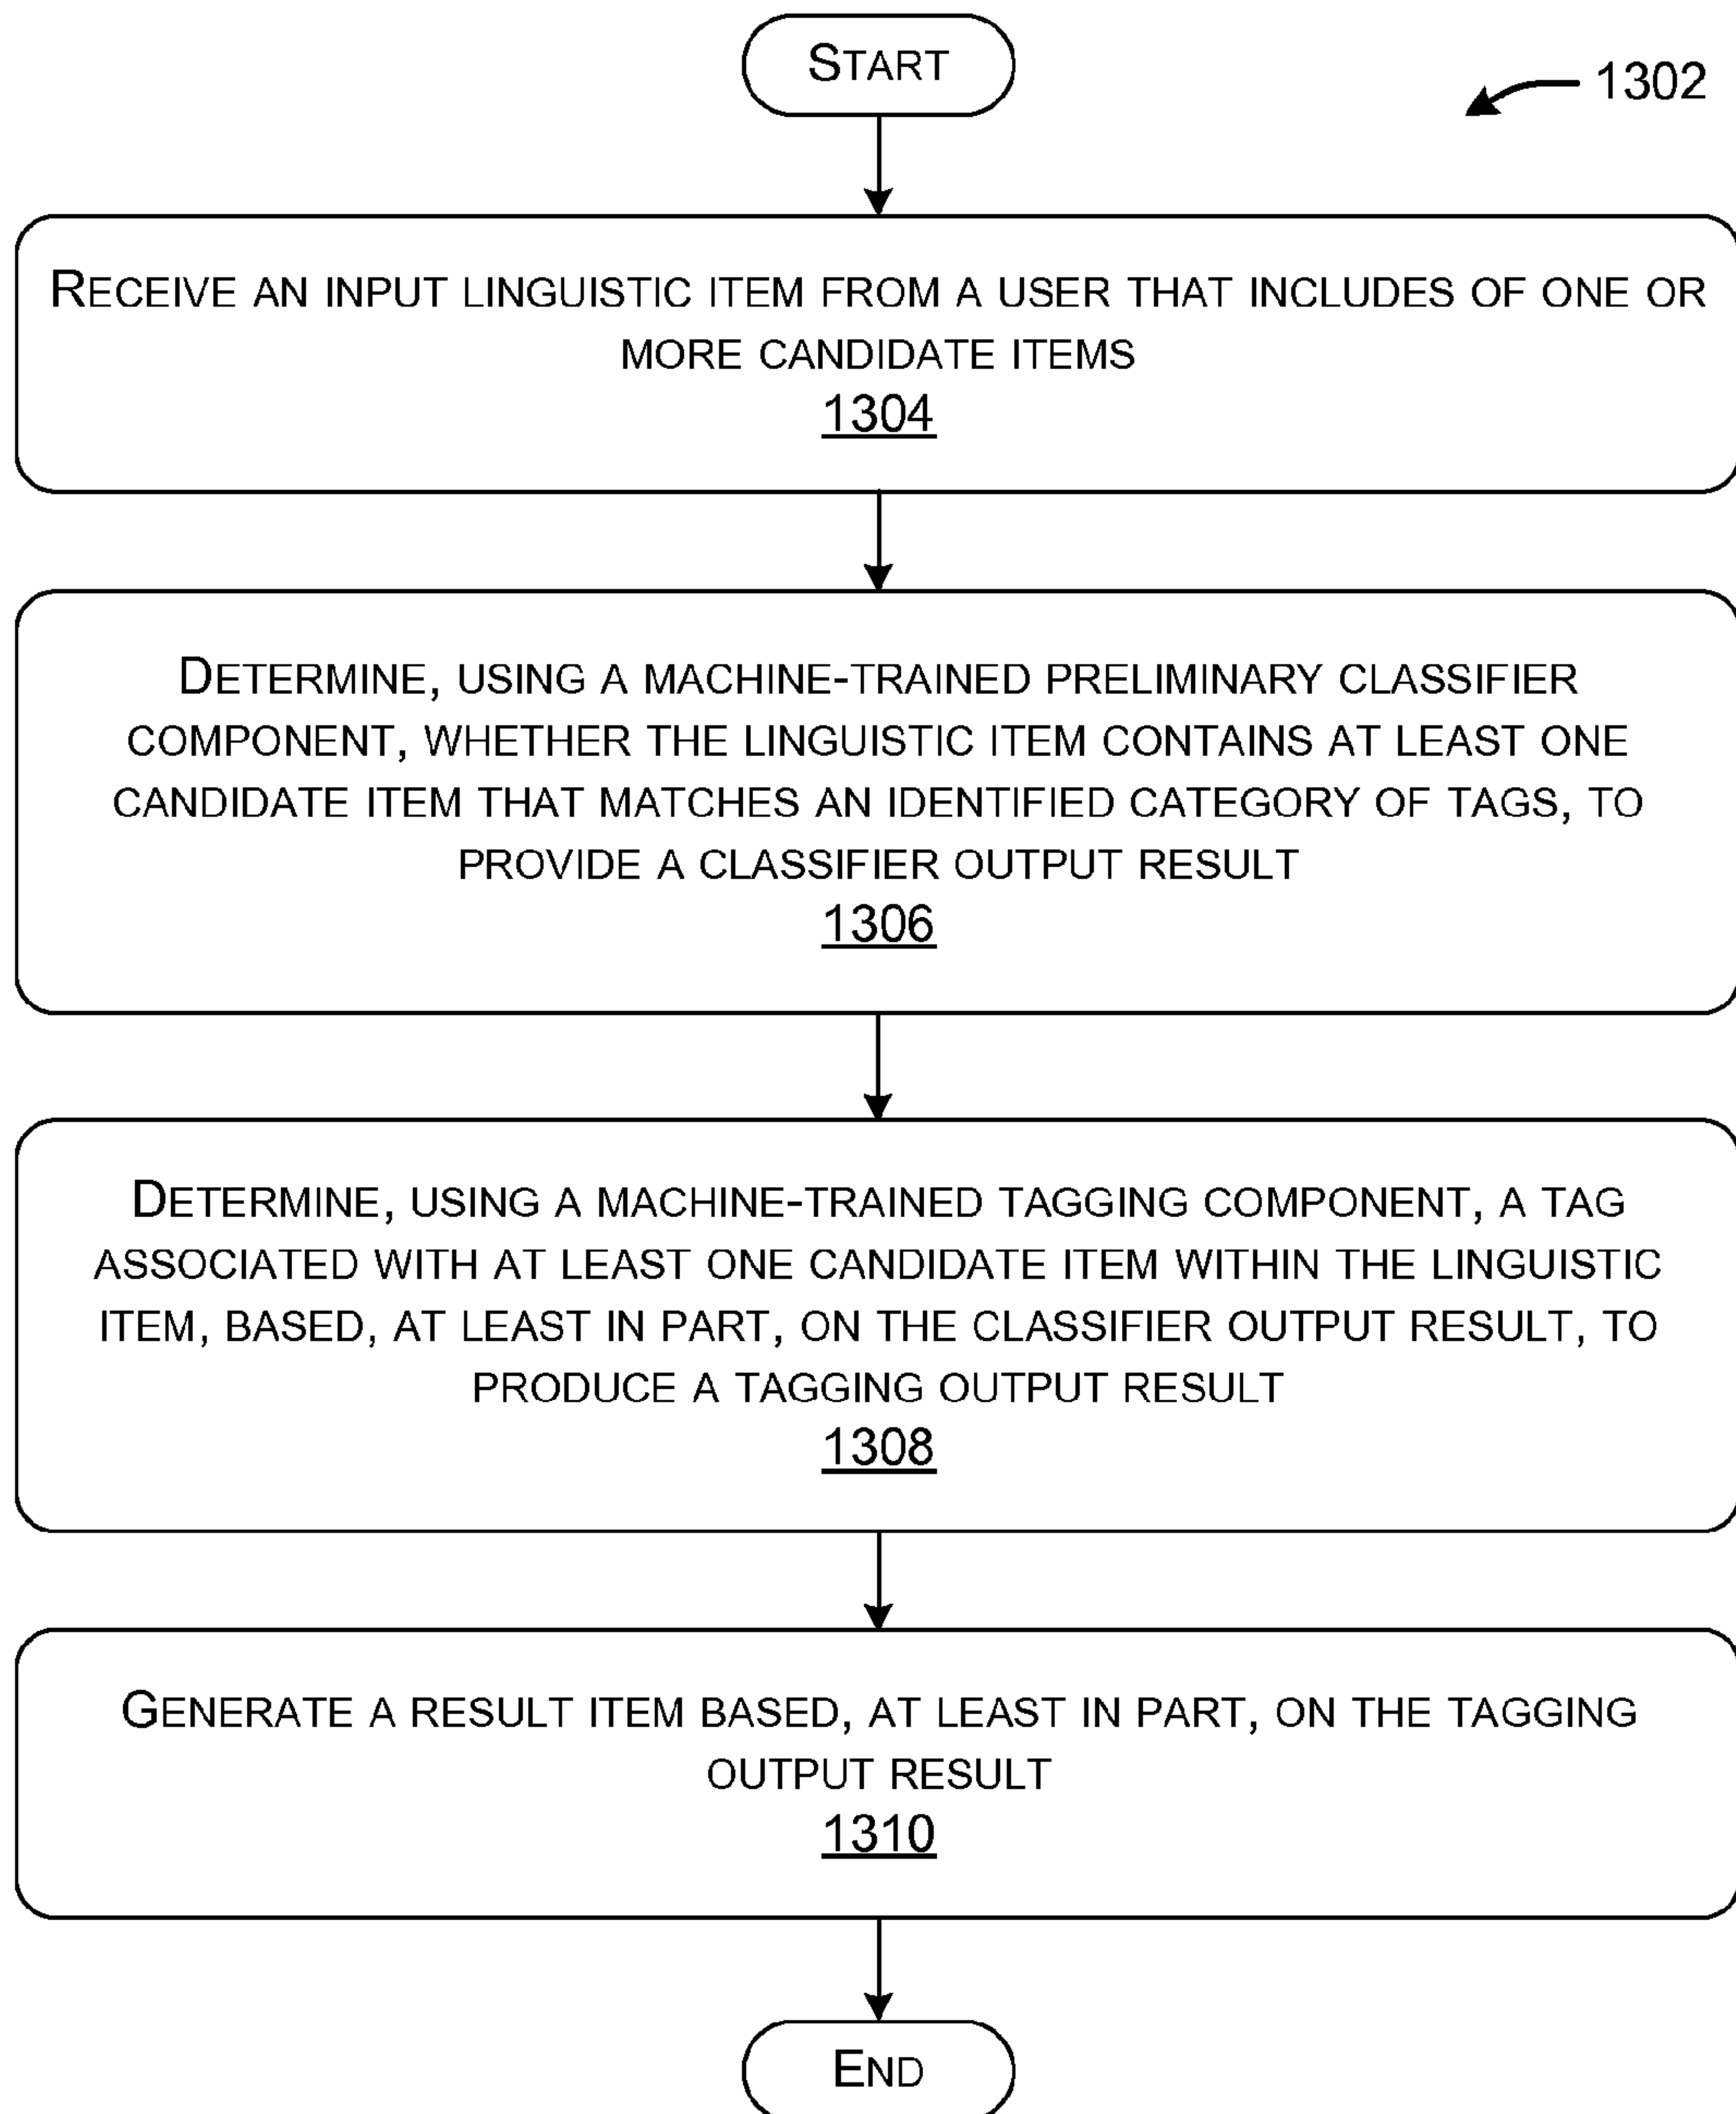 START
1302
RECEIVE AN INPUT LINGUISTIC ITEM FROM A USER THAT INCLUDES OF ONE OR
MORE CANDIDATE ITEMS
1304
DETERMINE, USING A MACHINE-TRAINED PRELIMINARY CLASSIFIER
COMPONENT, WHETHER THE LINGUISTIC ITEM CONTAINS AT LEAST ONE
CANDIDATE ITEM THAT MATCHES AN IDENTIFIED CATEGORY OF TAGS, TO
PROVIDE A CLASSIFIER OUTPUT RESULT
1306
DETERMINE, USING A MACHINE-TRAINED TAGGING COMPONENT, A TAG
ASSOCIATED WITH AT LEAST ONE CANDIDATE ITEM WITHIN THE LINGUISTIC
ITEM, BASED, AT LEAST IN PART, ON THE CLASSIFIER OUTPUT RESULT, TO
PRODUCE A TAGGING OUTPUT RESULT
1308
GENERATE A RESULT ITEM BASED, AT LEAST IN PART, ON THE TAGGING
OUTPUT RESULT
1310
END